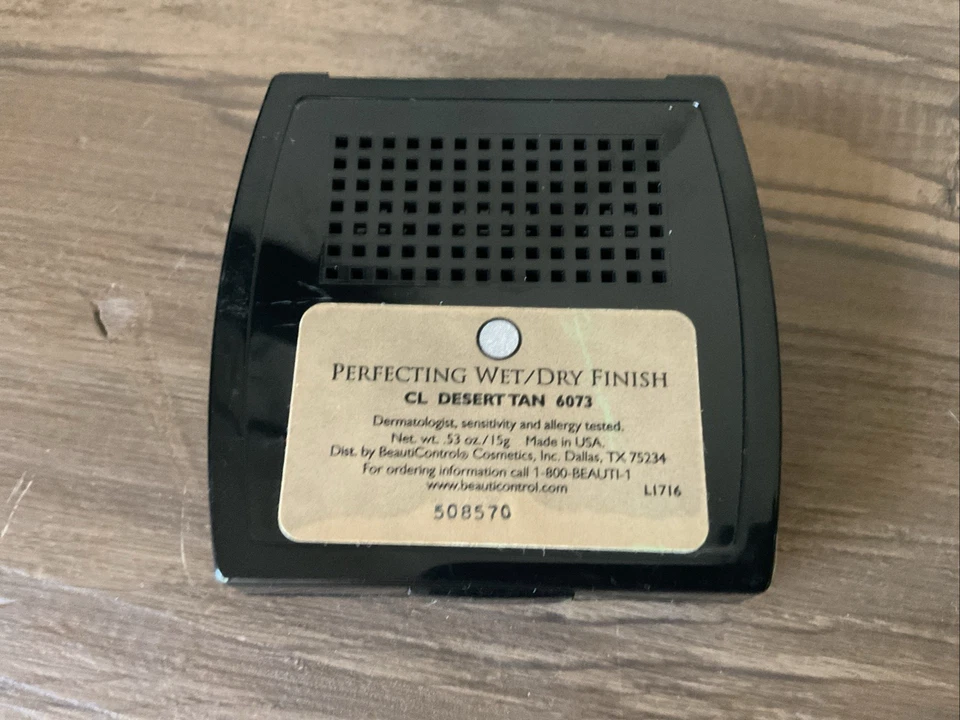 PERFECTING WET/DRY FINISH
CL DESERT TAN 6073
Dermatologist, sensitivity and allergy tested.
Net. wt. .53 oz./15g Made in USA.
Dist. by BeautiControl® Cosmetics, Inc. Dallas, TX 75234
For ordering information call 1-800-BEAUTI-1
www.beauticontrol.com
L1716
508570